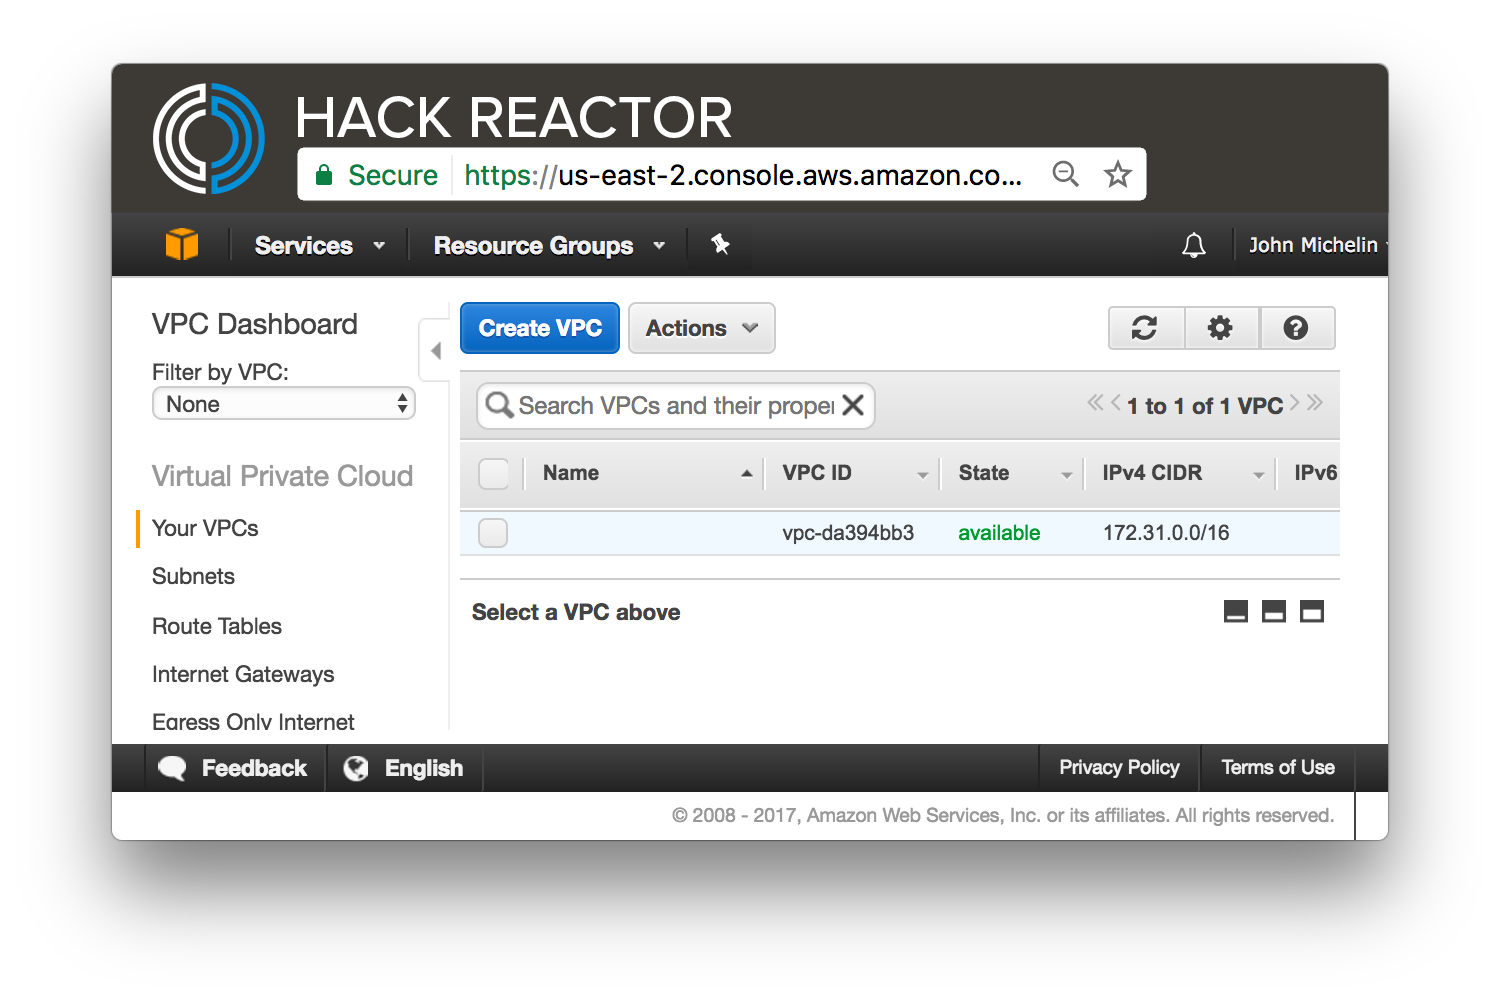 HACK REACTOR
Secure https://us-east-2.console.aws.amazon.co...
Services Resource Groups John Michelin
VPC Dashboard
Filter by VPC:
None
Virtual Private Cloud
Your VPCs
Subnets
Route Tables
Internet Gateways
Egress Only Internet
Create VPC Actions
Search VPCs and their proper
1 to 1 of 1 VPC
Name VPC ID State IPv4 CIDR IPv6
vpc-da394bb3 available 172.31.0.0/16
Select a VPC above
Feedback English Privacy Policy Terms of Use
© 2008 - 2017, Amazon Web Services, Inc. or its affiliates. All rights reserved.